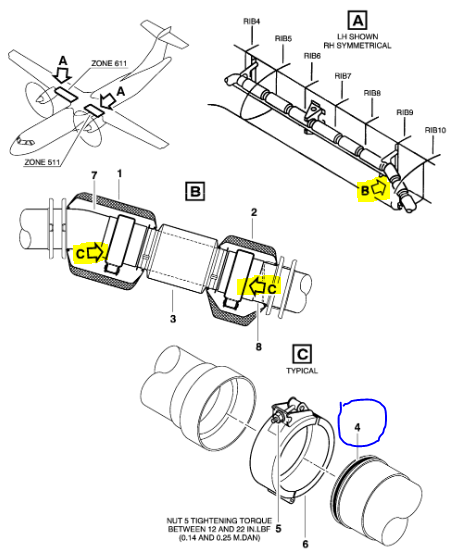 A
ZONE 611
A
ZONE 511
A
LH SHOWN
RH SYMMETRICAL
RIB4
RIB5
RIB6
RIB7
RIB8
RIB9
RIB10
B
B
7
1
2
C
C
3
8
C
TYPICAL
4
5
6
NUT 5 TIGHTENING TORQUE
BETWEEN 12 AND 22 IN.LBF
(0.14 AND 0.25 M.DAN)